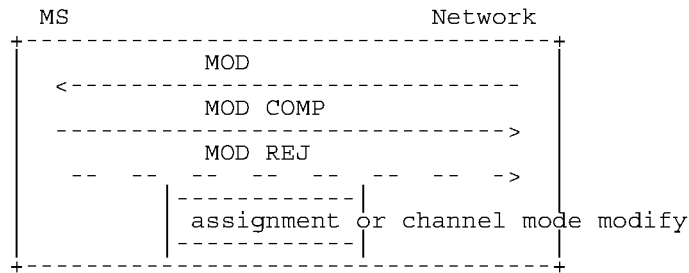 MS Network
MOD
MOD COMP
MOD REJ
assignment or channel mode modify